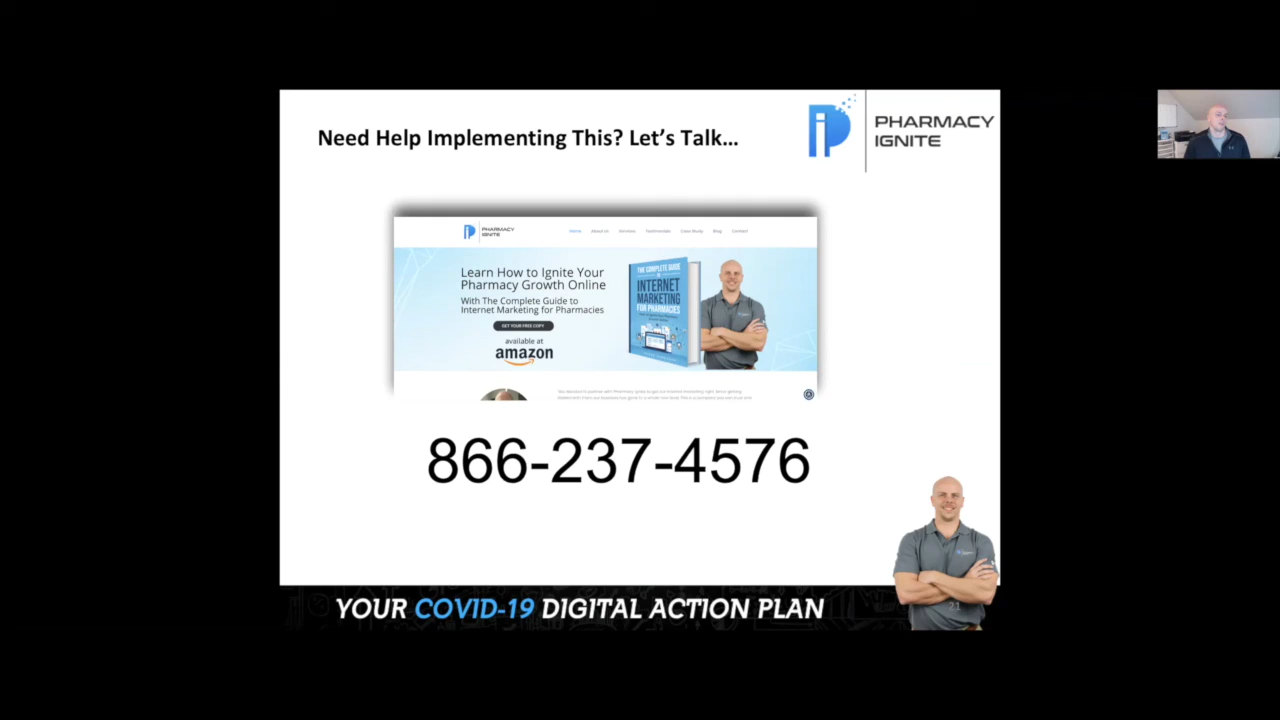 Need Help Implementing This? Let's Talk...
PHARMACY
IGNITE
PHARMACY
IGNITE
Home About Us Services Testimonials Case Study Blog Contact
Learn How to Ignite Your
Pharmacy Growth Online
With The Complete Guide to
Internet Marketing for Pharmacies
GET YOUR FREE COPY
available at
amazon
THE COMPLETE GUIDE
INTERNET
MARKETING
FOR PHARMACIES
866-237-4576
YOUR COVID-19 DIGITAL ACTION PLAN
21